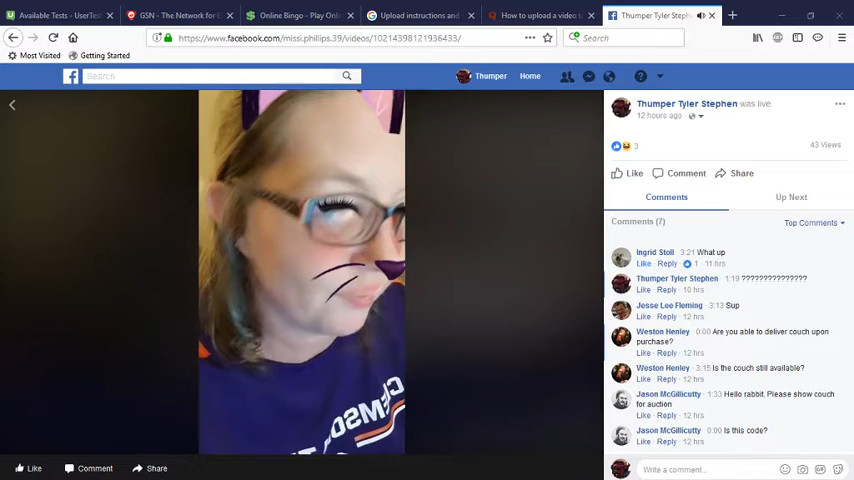 Available Tests - UserTe
GSN - The Network for
Online Bingo - Play Onl
Upload instructions and
How to upload a video t
Thumper Tyler Steph
https://www.facebook.com/missi.phillips.39/videos/10214398121936433/
Search
Most Visited
Getting Started
Search
Thumper
Home
Thumper Tyler Stephen was live.
12 hours ago
3
43 Views
Like
Comment
Share
Comments
Up Next
Comments (7)
Top Comments
Ingrid Stoll 3:21 What up
Like Reply 1 11 hrs
Thumper Tyler Stephen 1:19 ???????????????
Like Reply 10 hrs
Jesse Lee Fleming 3:13 Sup
Like Reply 12 hrs
Weston Henley 0:00 Are you able to deliver couch upon
purchase?
Like Reply 12 hrs
Weston Henley 3:15 Is the couch still available?
Like Reply 12 hrs
Jason McGillicutty 1:33 Hello rabbit. Please show couch
for auction
Like Reply 12 hrs
Jason McGillicutty 0:00 Is this code?
Like Reply 12 hrs
Write a comment...
GIF
CLEMSON
Like
Comment
Share